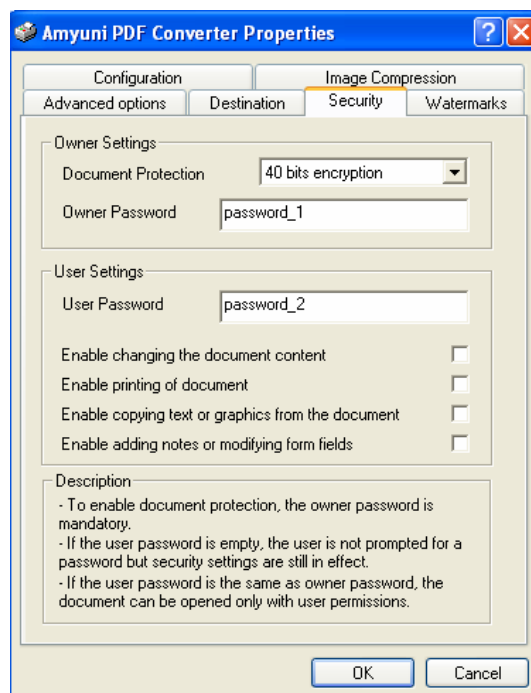 Amyuni PDF Converter Properties
Configuration
Image Compression
Advanced options
Destination
Security
Watermarks
Owner Settings
Document Protection
40 bits encryption
Owner Password
password_1
User Settings
User Password
password_2
Enable changing the document content
Enable printing of document
Enable copying text or graphics from the document
Enable adding notes or modifying form fields
Description
- To enable document protection, the owner password is
mandatory.
- If the user password is empty, the user is not prompted for a
password but security settings are still in effect.
- If the user password is the same as owner password, the
document can be opened only with user permissions.
OK
Cancel